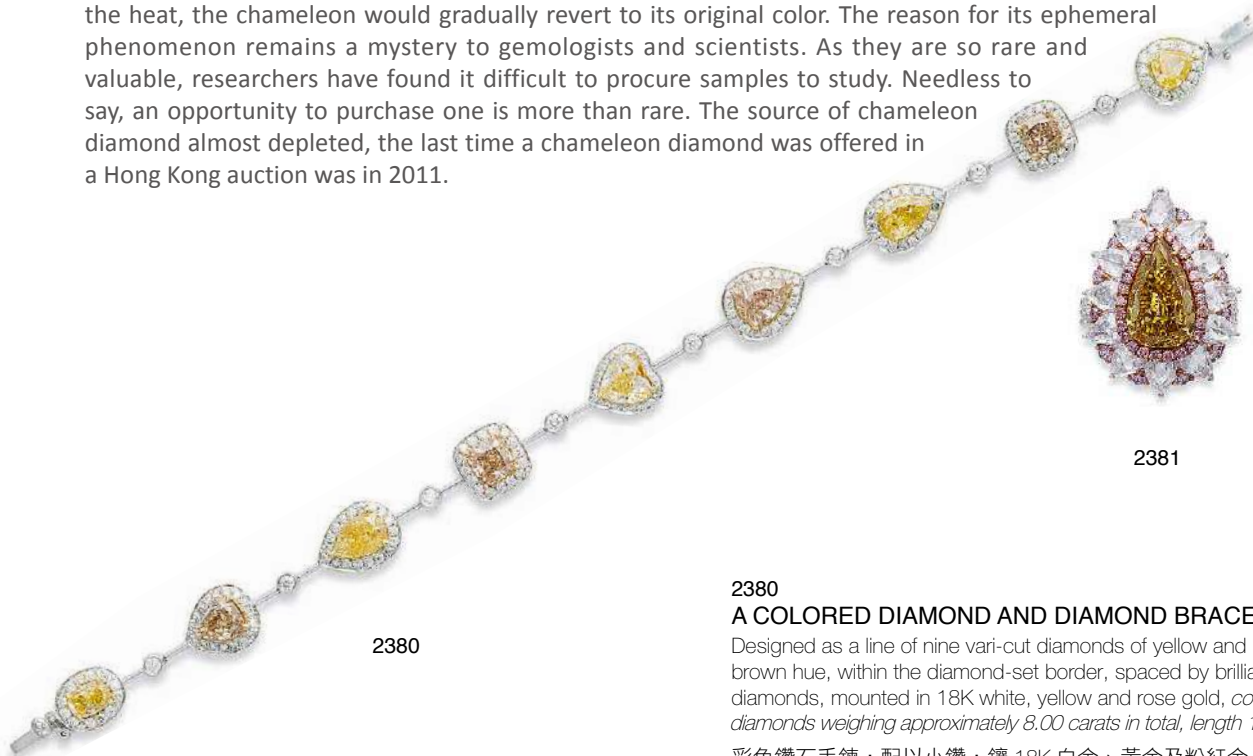 the heat, the chameleon would gradually revert to its original color. The reason for its ephemeral
phenomenon remains a mystery to gemologists and scientists. As they are so rare and
valuable, researchers have found it difficult to procure samples to study. Needless to
say, an opportunity to purchase one is more than rare. The source of chameleon
diamond almost depleted, the last time a chameleon diamond was offered in
a Hong Kong auction was in 2011.
2381
2380
2380
A COLORED DIAMOND AND DIAMOND BRACE
Designed as a line of nine vari-cut diamonds of yellow and
brown hue, within the diamond-set border, spaced by brillia
diamonds, mounted in 18K white, yellow and rose gold, co
diamonds weighing approximately 8.00 carats in total, length
彩色鑽石手鍊，配以小鑽，鑲 18K 白金、黃金及粉紅金